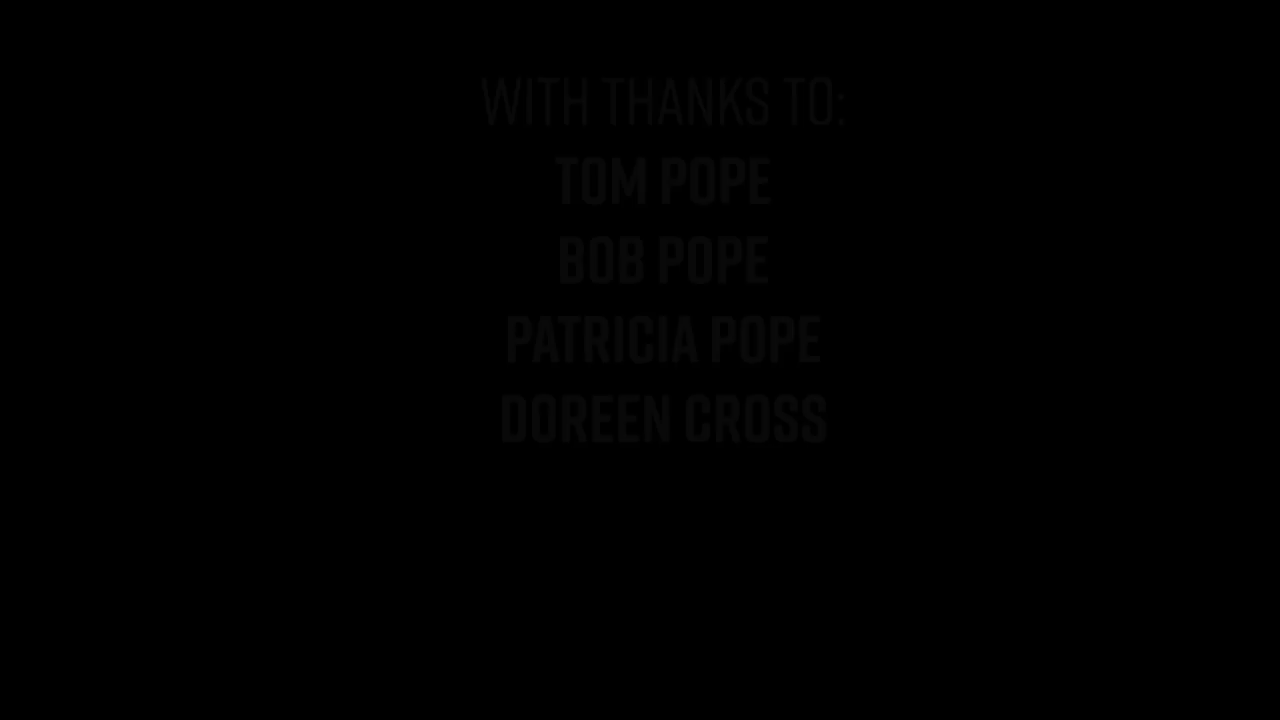 WITH THANKS TO:
TOM POPE
BOB POPE
PATRICIA POPE
DOREEN CROSS